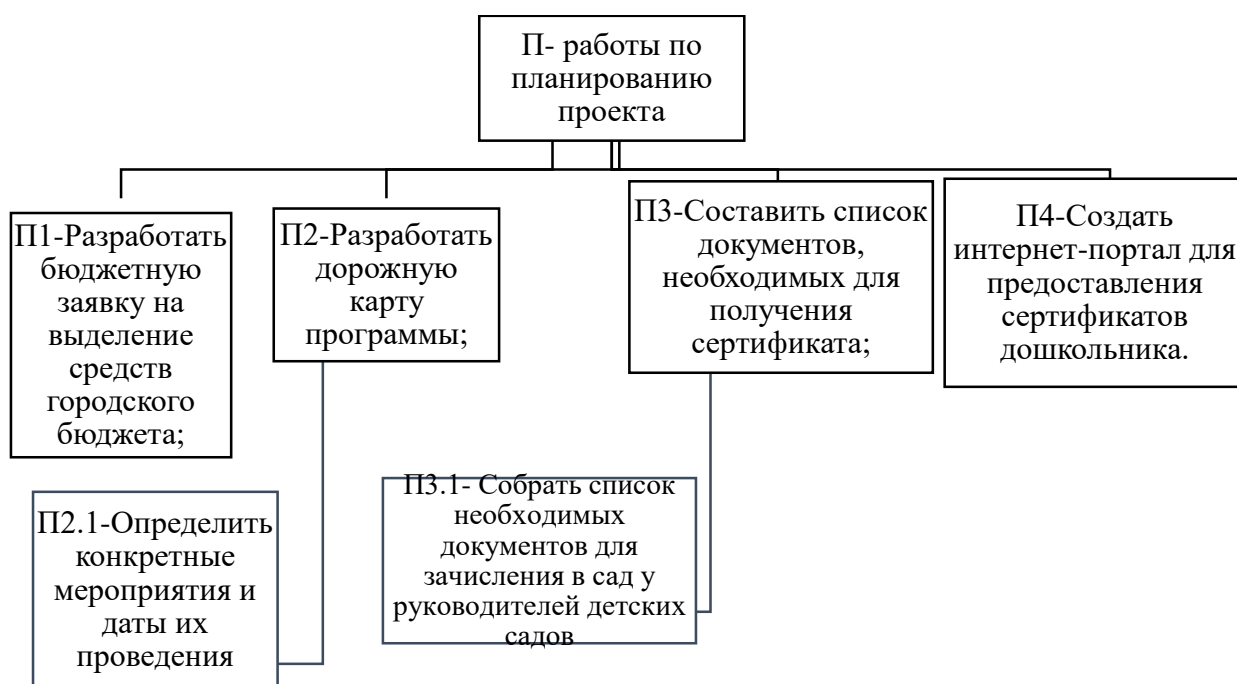 П- работы по
планированию
проекта
П1-Разработать
бюджетную
заявку на
выделение
средств
городского
бюджета;
П2-Разработать
дорожную
карту
программы;
П3-Составить список
документов,
необходимых для
получения
сертификата;
П4-Создать
интернет-портал для
предоставления
сертификатов
дошкольника.
П2.1-Определить
конкретные
мероприятия и
даты их
проведения
П3.1- Собрать список
необходимых
документов для
зачисления в сад у
руководителей детских
садов